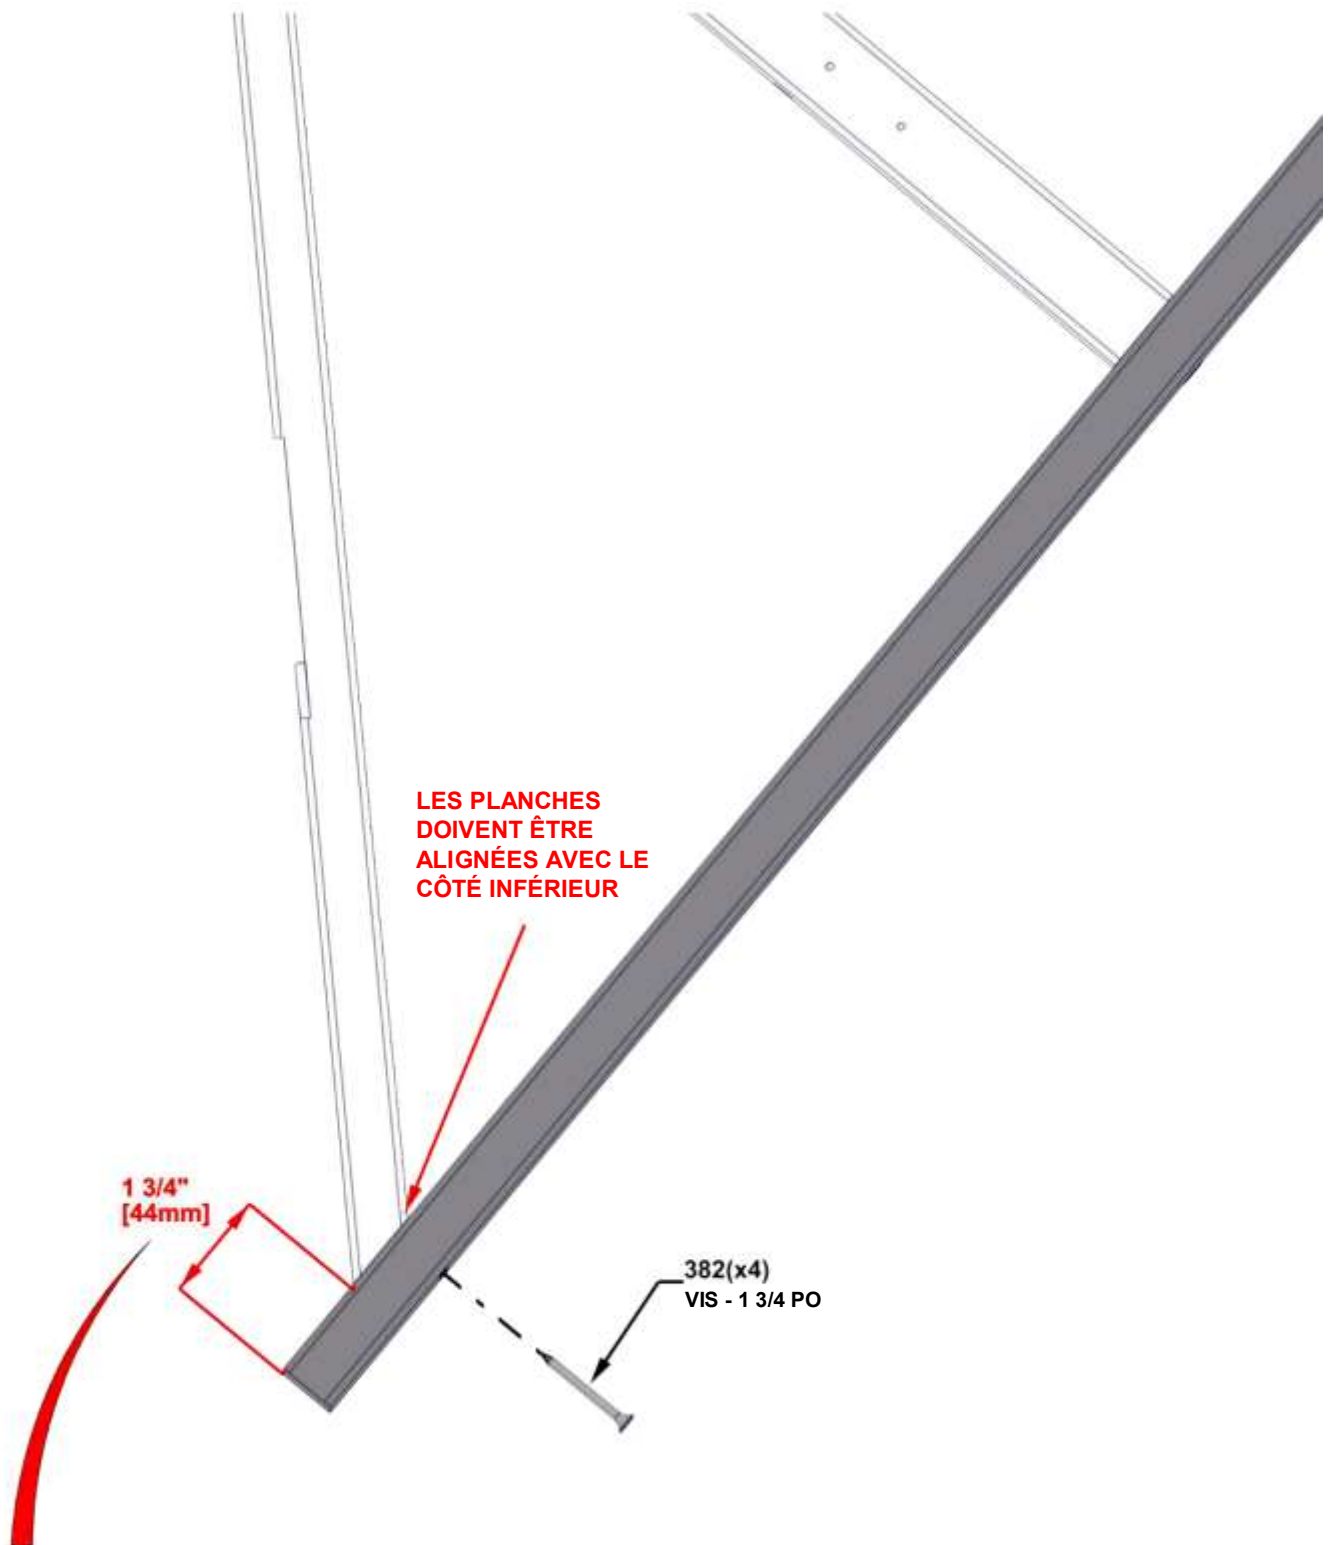 LES PLANCHES
DOIVENT ÊTRE
ALIGNÉES AVEC LE
CÔTÉ INFÉRIEUR
1 3/4"
[44mm]
382(x4)
VIS - 1 3/4 PO